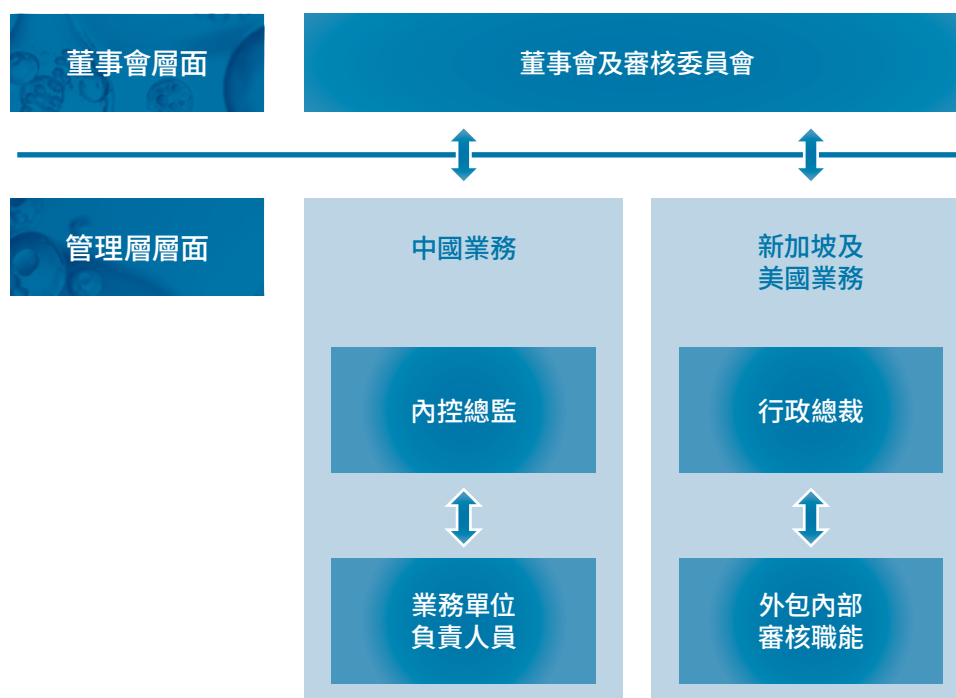 董事會層面
董事會及審核委員會
管理層層面
中國業務
新加坡及
美國業務
內控總監
行政總裁
業務單位
負責人員
外包內部
審核職能